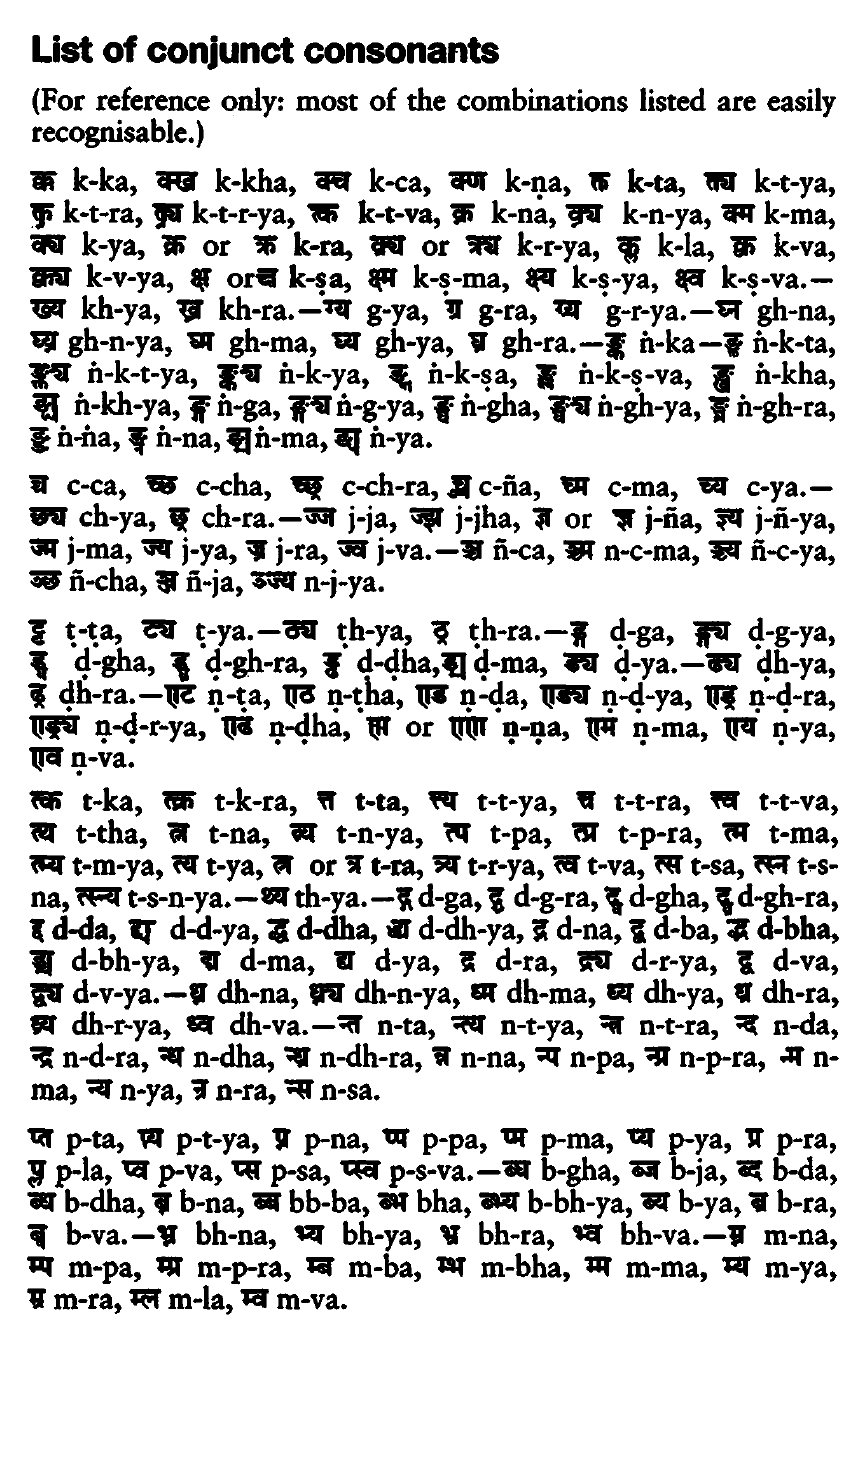 List of conjunct consonants
(For reference only: most of the combinations listed are easily
recognisable.)
क्क k-ka, क्ख k-kha, क्च k-ca, क्ण k-ṇa, क्त k-ta, क्त्य k-t-ya,
क्त्र k-t-ra, क्त्र्य k-t-r-ya, क्त्व k-t-va, क्न k-na, क्न्य k-n-ya, क्म k-ma,
क्य k-ya, क्र or क्र k-ra, क्र्य or क्र्य k-r-ya, क्ल k-la, क्व k-va,
क्व्य k-v-ya, क्ष or क्ष k-ṣa, क्ष्म k-ṣ-ma, क्ष्य k-ṣ-ya, क्ष्व k-ṣ-va.—
ख्य kh-ya, ख्र kh-ra.—ग्य g-ya, ग्र g-ra, ग्र्य g-r-ya.—घ्न gh-na,
घ्न्य gh-n-ya, घ्म gh-ma, घ्य gh-ya, घ्र gh-ra.—ङ्क ṅ-ka—ङ्क्त ṅ-k-ta,
ङ्क्त्य ṅ-k-t-ya, ङ्क्य ṅ-k-ya, ङ्क्ष ṅ-k-ṣa, ङ्क्ष्व ṅ-k-ṣ-va, ङ्ख ṅ-kha,
ङ्ख्य ṅ-kh-ya, ङ्ग ṅ-ga, ङ्ग्य ṅ-g-ya, ङ्घ ṅ-gha, ङ्घ्य ṅ-gh-ya, ङ्घ्र ṅ-gh-ra,
ङ्ङ ṅ-ṅa, ङ्न ṅ-na, ङ्म ṅ-ma, ङ्य ṅ-ya.
च्च c-ca, च्छ c-cha, च्छ्र c-ch-ra, च्ञ c-ña, च्म c-ma, च्य c-ya.—
छ्य ch-ya, छ्र ch-ra.—ज्ज j-ja, ज्झ j-jha, ज्ञ or ज्ञ j-ña, ज्ञ्य j-ñ-ya,
ज्म j-ma, ज्य j-ya, ज्र j-ra, ज्व j-va.—ञ्च ñ-ca, ञ्च्म n-c-ma, ञ्च्य ñ-c-ya,
ञ्छ ñ-cha, ञ्ज ñ-ja, ञ्ज्य n-j-ya.
ट्ट ṭ-ṭa, ट्य ṭ-ya.—ठ्य ṭh-ya, ठ्र ṭh-ra.—ड्ग ḍ-ga, ड्ग्य ḍ-g-ya,
ड्घ ḍ-gha, ड्घ्र ḍ-gh-ra, ड्ढ ḍ-ḍha, ड्म ḍ-ma, ड्य ḍ-ya.—ढ्य ḍh-ya,
ढ्र ḍh-ra.—ण्ट ṇ-ṭa, ण्ठ ṇ-ṭha, ण्ड ṇ-ḍa, ण्ड्य ṇ-ḍ-ya, ण्ड्र ṇ-ḍ-ra,
ण्ड्र्य ṇ-ḍ-r-ya, ण्ढ ṇ-ḍha, ण्ण or ण्ण ṇ-ṇa, ण्म ṇ-ma, ण्य ṇ-ya,
ण्व ṇ-va.
त्क t-ka, त्क्र t-k-ra, त्त t-ta, त्त्य t-t-ya, त्त्र t-t-ra, त्त्व t-t-va,
त्थ t-tha, त्न t-na, त्न्य t-n-ya, त्प t-pa, त्प्र t-p-ra, त्म t-ma,
त्म्य t-m-ya, त्य t-ya, त्र or त्र t-ra, त्र्य t-r-ya, त्व t-va, त्स t-sa, त्स्न t-s-
na, त्स्न्य t-s-n-ya.—थ्य th-ya.—द्ग d-ga, द्ग्र d-g-ra, द्घ d-gha, द्घ्र d-gh-ra,
द्द d-da, द्द्य d-d-ya, द्ध d-dha, द्ध्य d-dh-ya, द्न d-na, द्ब d-ba, द्भ d-bha,
द्भ्य d-bh-ya, द्म d-ma, द्य d-ya, द्र d-ra, द्र्य d-r-ya, द्व d-va,
द्व्य d-v-ya.—ध्न dh-na, ध्न्य dh-n-ya, ध्म dh-ma, ध्य dh-ya, ध्र dh-ra,
ध्र्य dh-r-ya, ध्व dh-va.—न्त n-ta, न्त्य n-t-ya, न्त्र n-t-ra, न्द n-da,
न्द्र n-d-ra, न्ध n-dha, न्ध्र n-dh-ra, न्न n-na, न्प n-pa, न्प्र n-p-ra, न्म n-
ma, न्य n-ya, न्र n-ra, न्स n-sa.
प्त p-ta, प्त्य p-t-ya, प्न p-na, प्प p-pa, प्म p-ma, प्य p-ya, प्र p-ra,
प्ल p-la, प्व p-va, प्स p-sa, प्स्व p-s-va.—ब्घ b-gha, ब्ज b-ja, ब्द b-da,
ब्ध b-dha, ब्न b-na, ब्ब bb-ba, ब्भ bha, ब्भ्य b-bh-ya, ब्य b-ya, ब्र b-ra,
ब्व b-va.—भ्न bh-na, भ्य bh-ya, भ्र bh-ra, भ्व bh-va.—म्न m-na,
म्प m-pa, म्प्र m-p-ra, म्ब m-ba, म्भ m-bha, म्म m-ma, म्य m-ya,
म्र m-ra, म्ल m-la, म्व m-va.